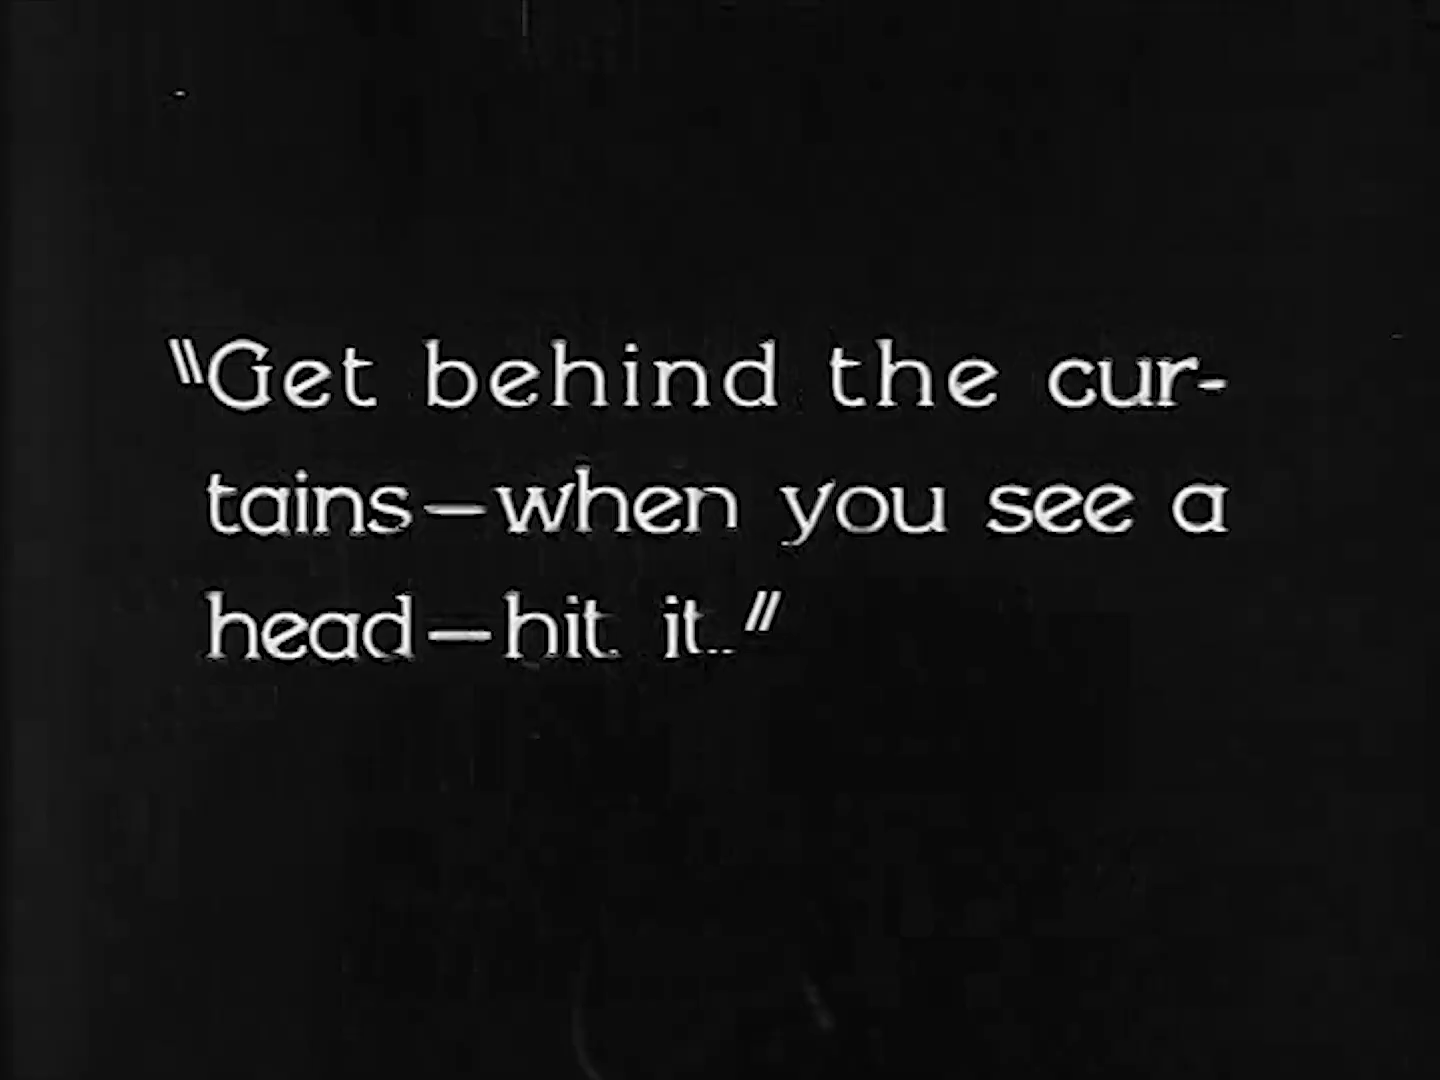 "Get behind the cur-
tains—when you see a
head—hit it."